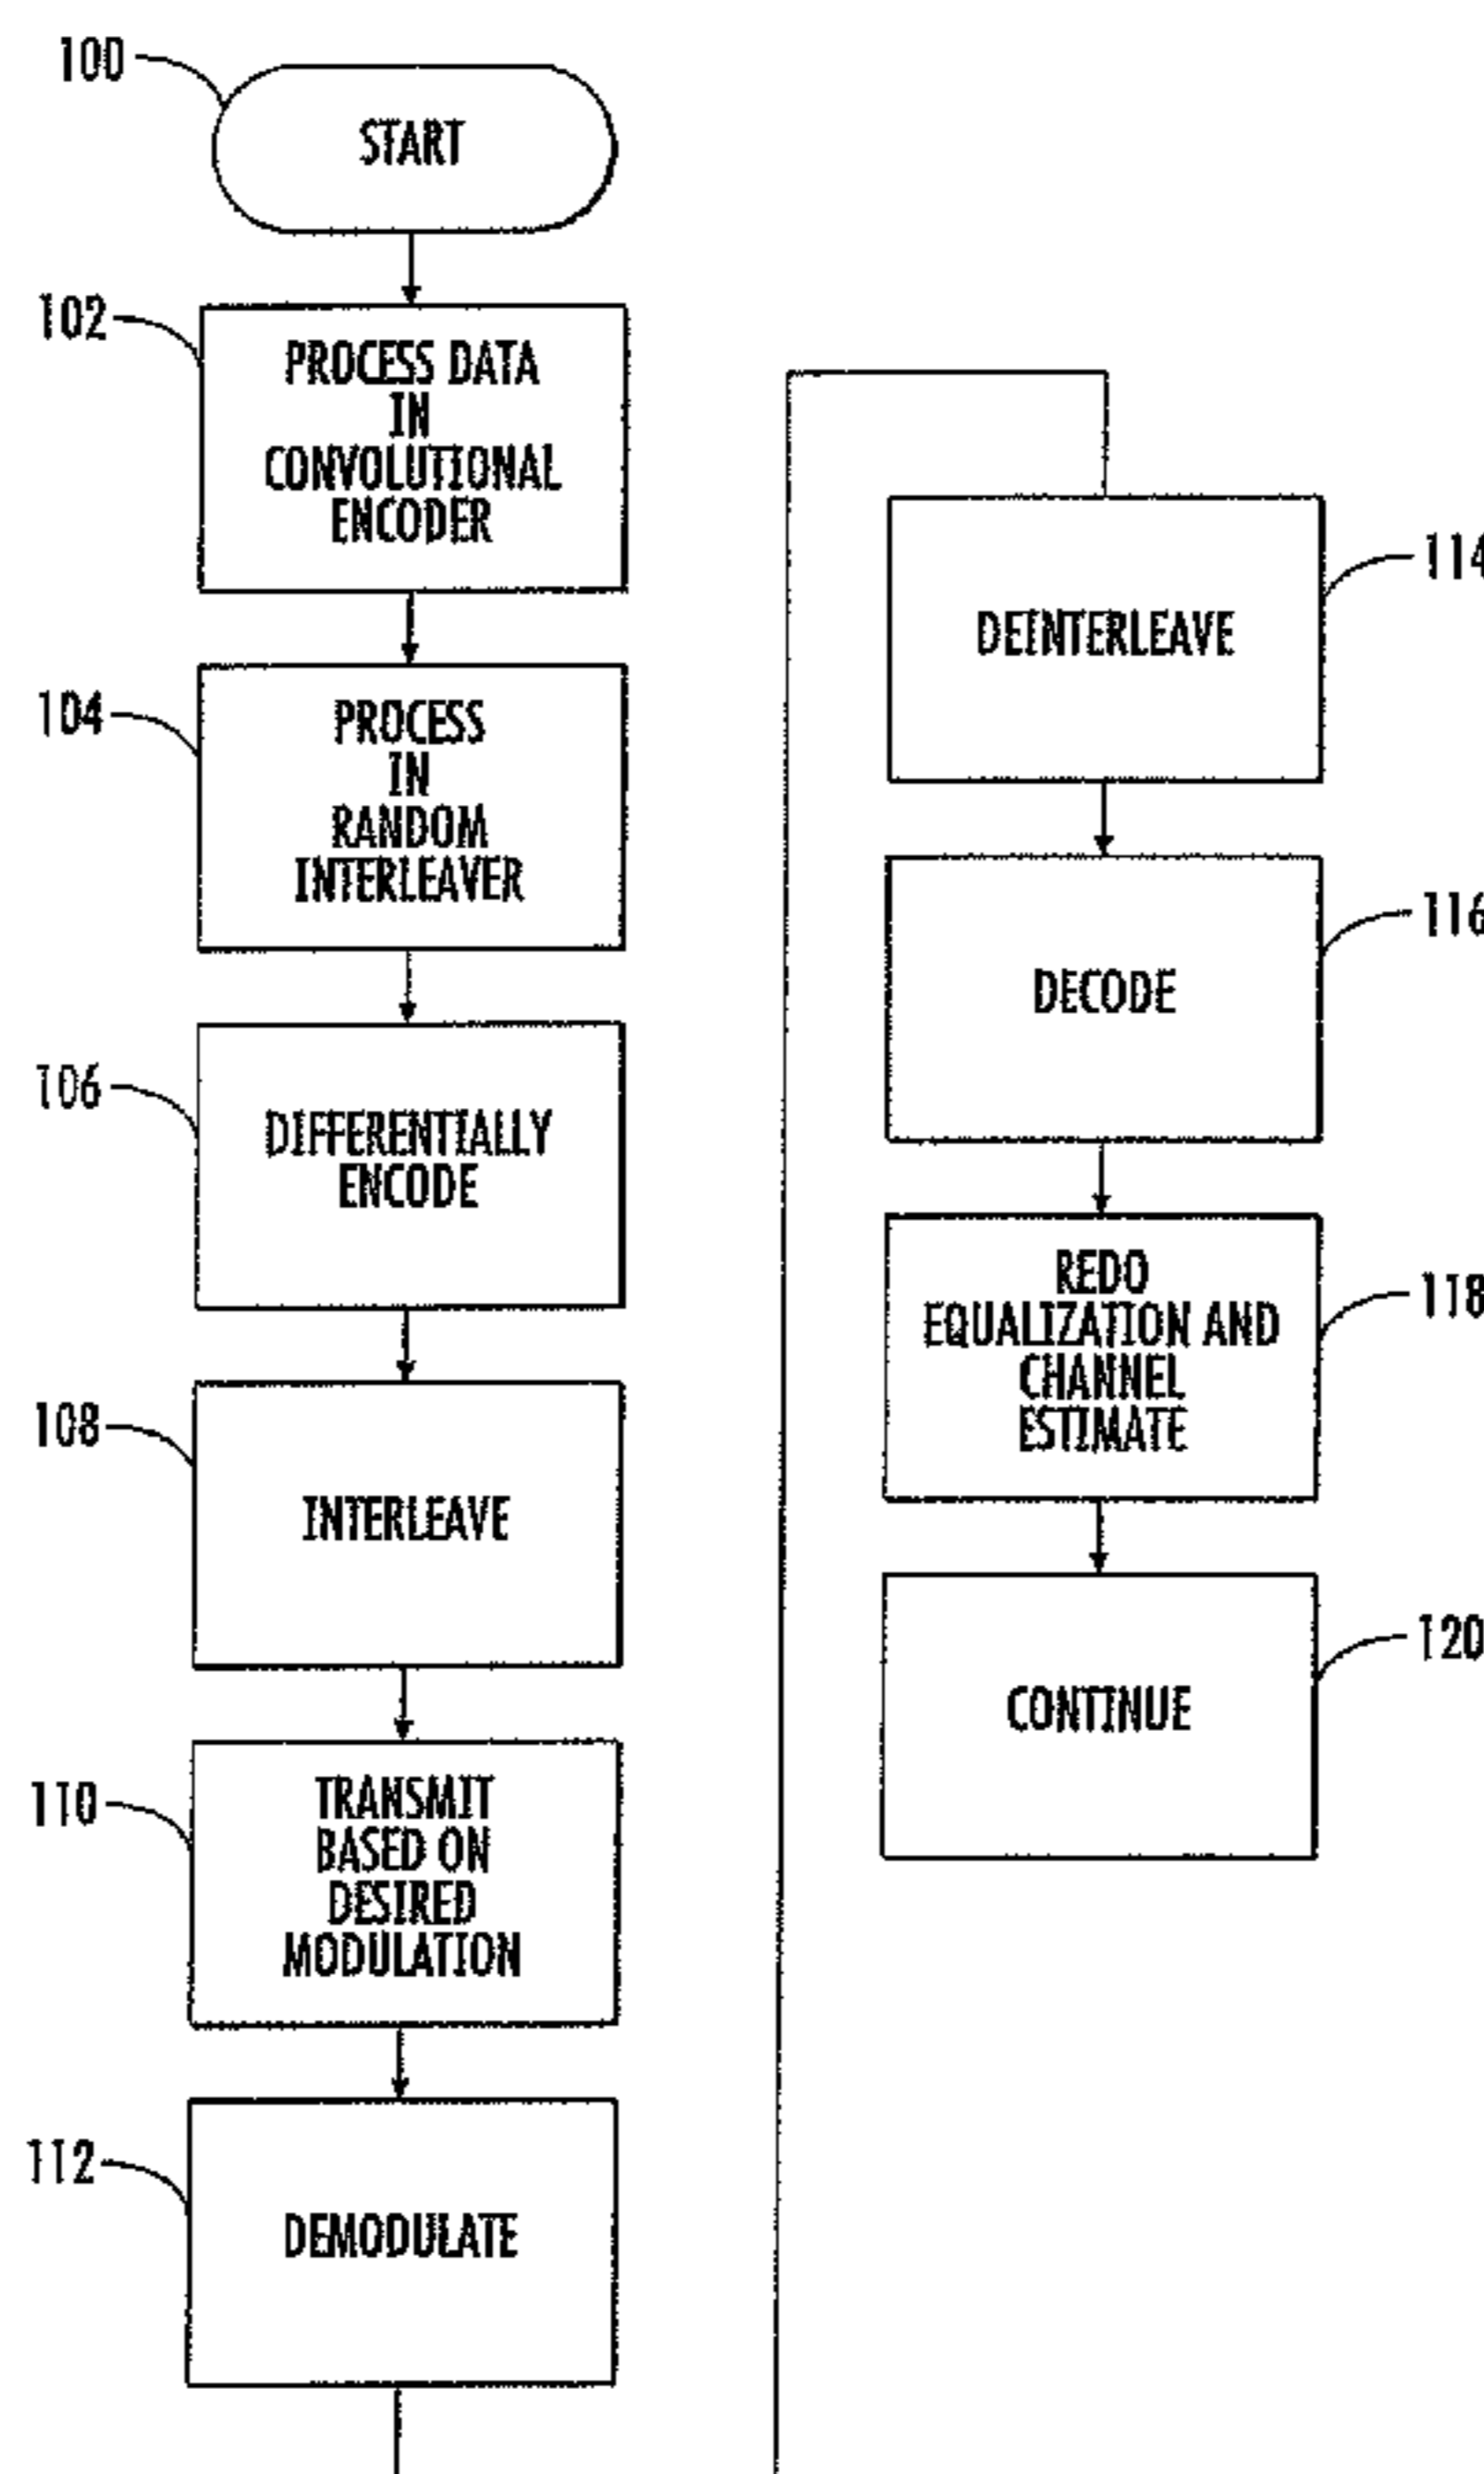 100
START
102
PROCESS DATA
IN
CONVOLUTIONAL
ENCODER
104
PROCESS
IN
RANDOM
INTERLEAVER
106
DIFFERENTIALLY
ENCODE
108
INTERLEAVE
110
TRANSMIT
BASED ON
DESIRED
MODULATION
112
DEMODULATE
114
DEINTERLEAVE
116
DECODE
118
REDO
EQUALIZATION AND
CHANNEL
ESTIMATE
120
CONTINUE